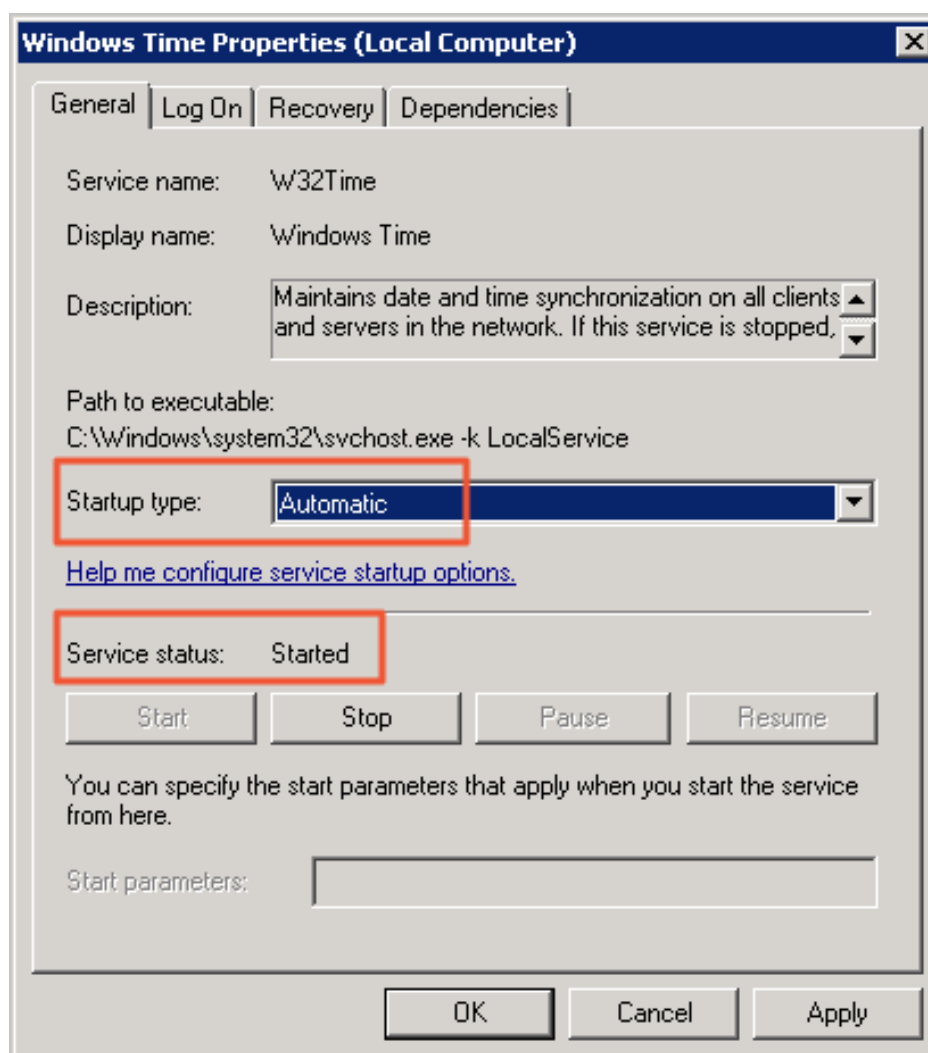 Windows Time Properties (Local Computer)
General Log On Recovery Dependencies
Service name: W32Time
Display name: Windows Time
Description: Maintains date and time synchronization on all clients
and servers in the network. If this service is stopped,
Path to executable:
C:\Windows\system32\svchost.exe -k LocalService
Startup type: Automatic
Help me configure service startup options.
Service status: Started
Start Stop Pause Resume
You can specify the start parameters that apply when you start the service
from here.
Start parameters:
OK Cancel Apply